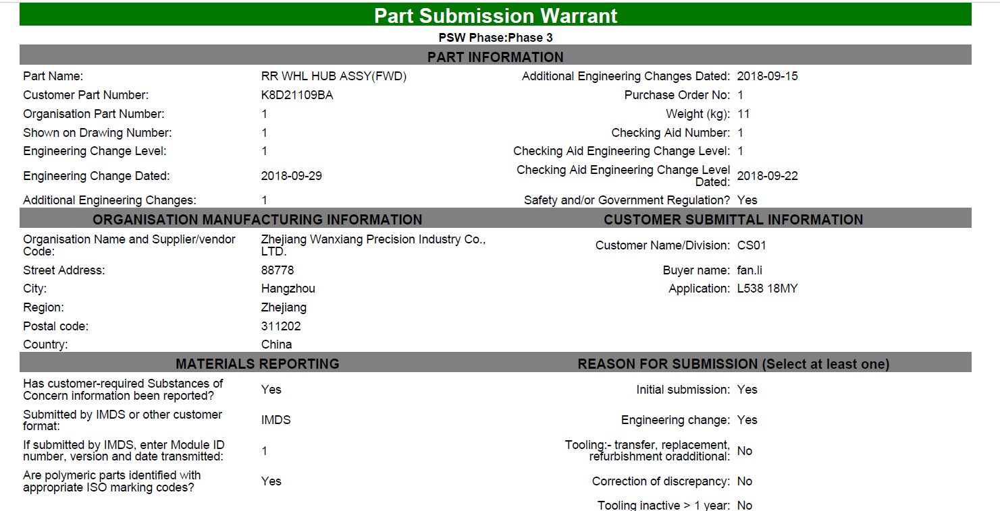 Part Submission Warrant
PSW Phase:Phase 3
PART INFORMATION
Part Name: RR WHL HUB ASSY(FWD) Additional Engineering Changes Dated: 2018-09-15
Customer Part Number: K8D21109BA Purchase Order No: 1
Organisation Part Number: 1 Weight (kg): 11
Shown on Drawing Number: 1 Checking Aid Number: 1
Engineering Change Level: 1 Checking Aid Engineering Change Level: 1
Engineering Change Dated: 2018-09-29 Checking Aid Engineering Change Level
Dated: 2018-09-22
Additional Engineering Changes: 1 Safety and/or Government Regulation? Yes
ORGANISATION MANUFACTURING INFORMATION CUSTOMER SUBMITTAL INFORMATION
Organisation Name and Supplier/vendor
Code:
Zhejiang Wanxiang Precision Industry Co.,
LTD.
Customer Name/Division: CS01
Street Address: 88778 Buyer name: fan.li
City: Hangzhou Application: L538 18MY
Region: Zhejiang
Postal code: 311202
Country: China
MATERIALS REPORTING REASON FOR SUBMISSION (Select at least one)
Has customer-required Substances of
Concern information been reported?
Yes
Initial submission: Yes
Submitted by IMDS or other customer
format:
IMDS
Engineering change: Yes
If submitted by IMDS, enter Module ID
number, version and date transmitted:
1
Tooling:- transfer, replacement,
refurbishment oradditional: No
Are polymeric parts identified with
appropriate ISO marking codes?
Yes
Correction of discrepancy: No
Tooling inactive > 1 year: No